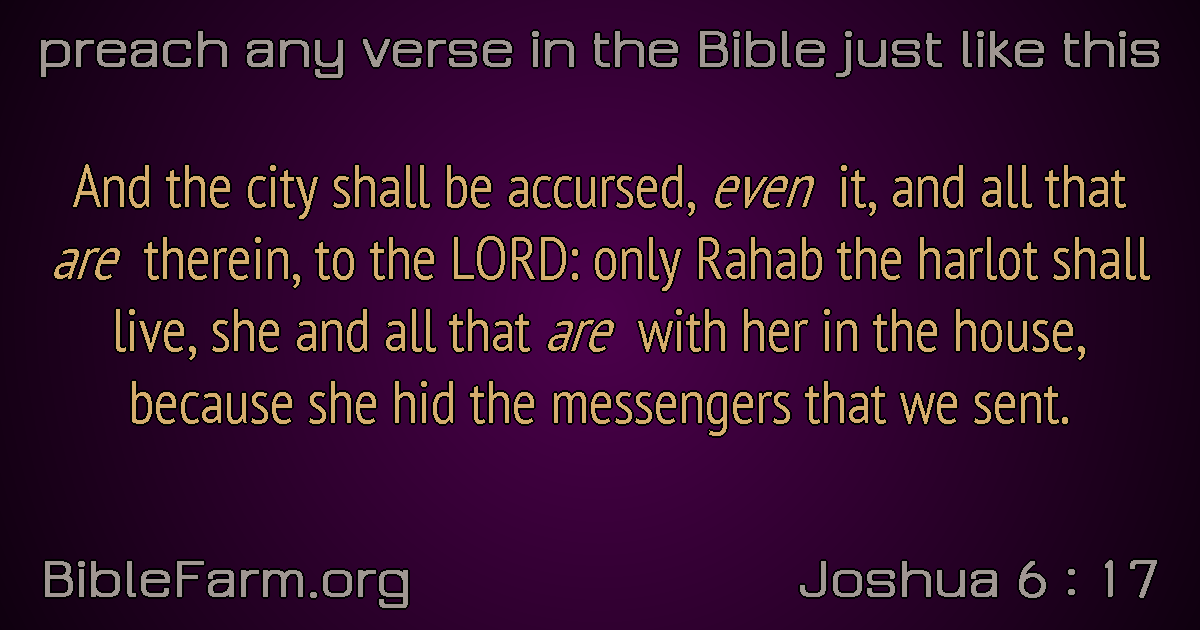 preach any verse in the Bible just like this
And the city shall be accursed, even it, and all that
are therein, to the LORD: only Rahab the harlot shall
live, she and all that are with her in the house,
because she hid the messengers that we sent.
BibleFarm.org
Joshua 6 : 17